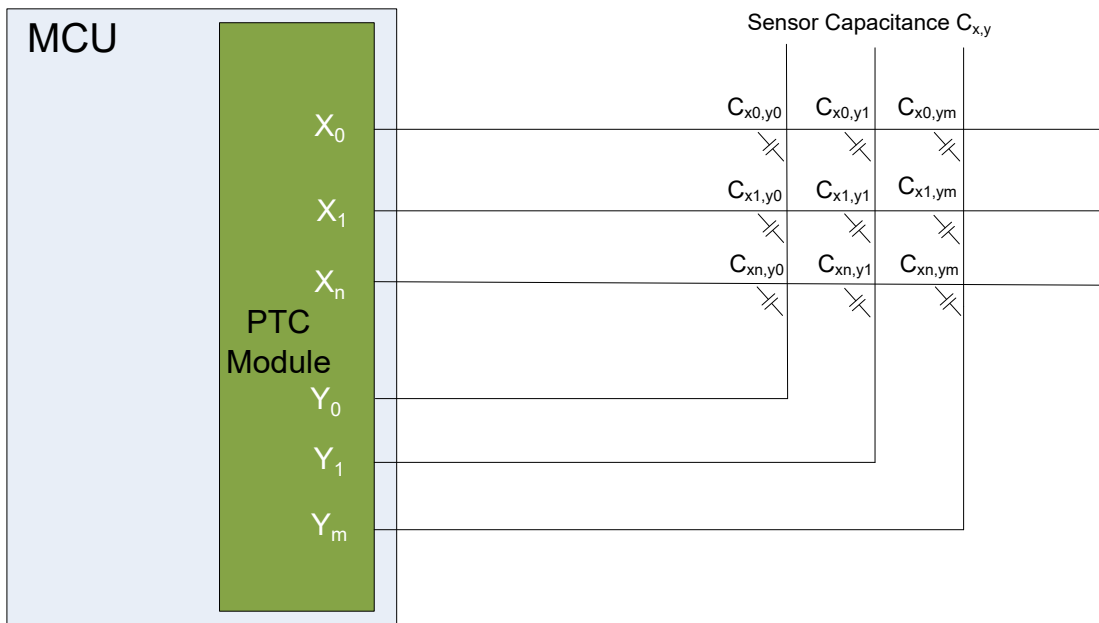 MCU
Sensor Capacitance Cx,y
X0
Cx0,y0 Cx0,y1 Cx0,ym
X1
Cx1,y0 Cx1,y1 Cx1,ym
Xn
Cxn,y0 Cxn,y1 Cxn,ym
PTC
Module
Y0
Y1
Ym